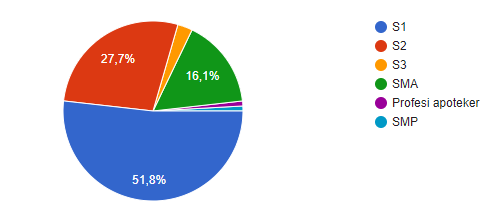 27,7%
16,1%
51,8%
S1
S2
S3
SMA
Profesi apoteker
SMP